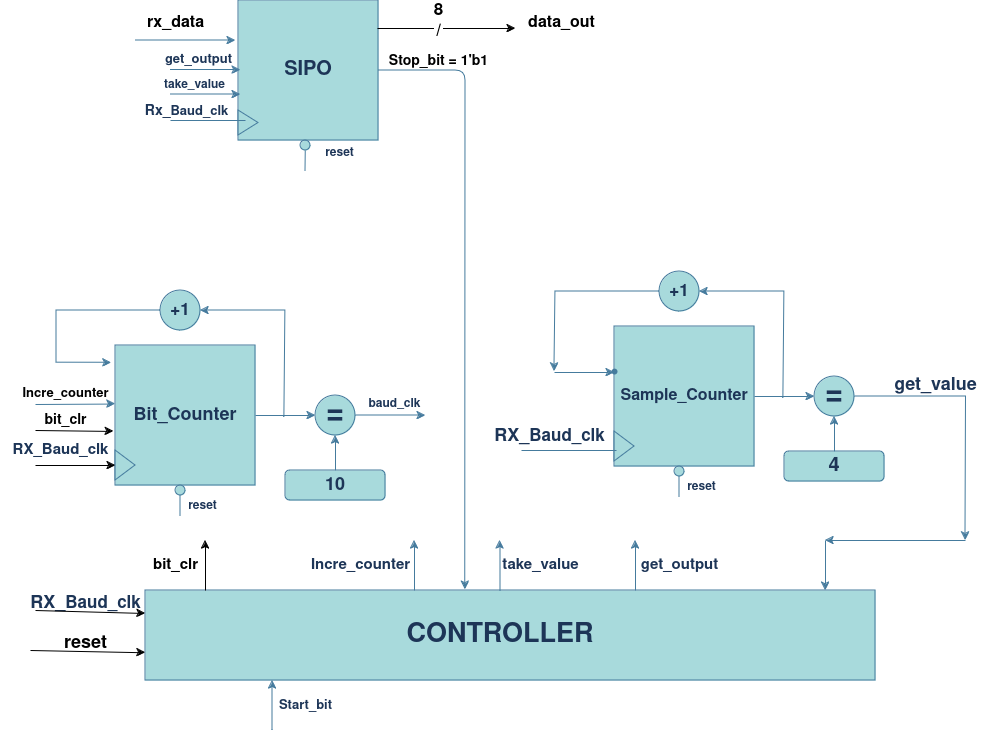 8
rx_data
data_out
get_output
/
Stop_bit = 1'b1
SIPO
take_value
Rx_Baud_clk
reset
+1
+1
Incre_counter
bit_clr
RX_Baud_clk
Bit_Counter
=
baud_clk
10
reset
Sample_Counter
=
get_value
RX_Baud_clk
4
reset
bit_clr
Incre_counter
take_value
get_output
RX_Baud_clk
reset
CONTROLLER
Start_bit